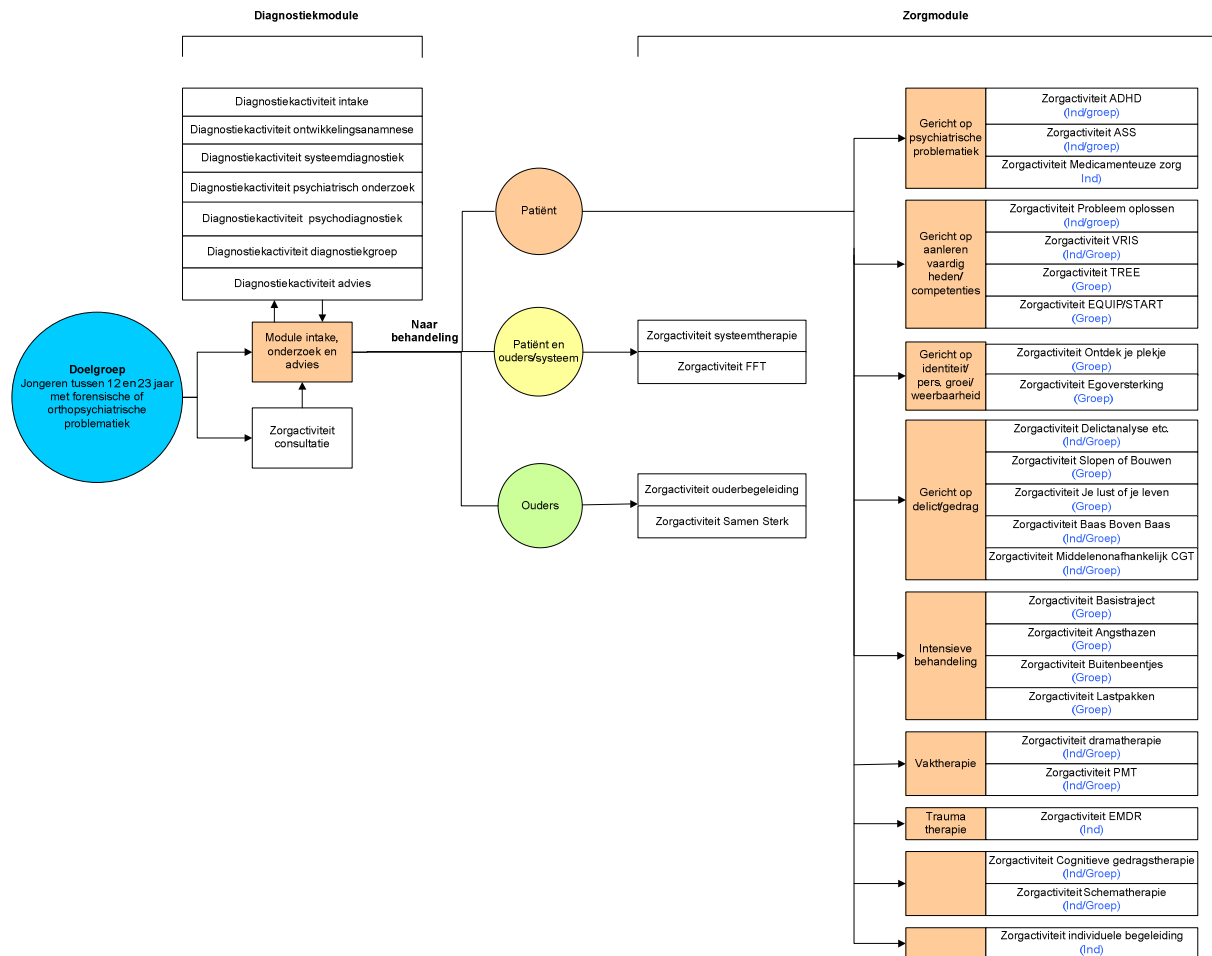 Diagnostiekmodule
Zorgmodule
Diagnostiekactiviteit intake
Diagnostiekactiviteit ontwikkelingsanamnese
Diagnostiekactiviteit systeemdiagnostiek
Diagnostiekactiviteit psychiatrisch onderzoek
Diagnostiekactiviteit psychodiagnostiek
Diagnostiekactiviteit diagnostiekgroep
Diagnostiekactiviteit advies
Doelgroep
Jongeren tussen 12 en 23 jaar
met forensische of
orthopsychiatrische
problematiek
Module intake,
onderzoek en
advies
Zorgactiviteit
consultatie
Naar
behandeling
Patiënt
Patiënt en
ouders/systeem
Ouders
Zorgactiviteit systeemtherapie
Zorgactiviteit FFT
Zorgactiviteit ouderbegeleiding
Zorgactiviteit Samen Sterk
Gericht op
psychiatrische
problematiek
Zorgactiviteit ADHD
(Ind/groep)
Zorgactiviteit ASS
(Ind/groep)
Zorgactiviteit Medicamenteuze zorg
Ind)
Gericht op
aanleren
vaardig
heden/
competenties
Zorgactiviteit Probleem oplossen
(Ind/groep)
Zorgactiviteit VRIS
(Ind/Groep)
Zorgactiviteit TREE
(Groep)
Zorgactiviteit EQUIP/START
(Groep)
Gericht op
identiteit/
pers. groei/
weerbaarheid
Zorgactiviteit Ontdek je plekje
(Groep)
Zorgactiviteit Egoversterking
(Groep)
Gericht op
delict/gedrag
Zorgactiviteit Delictanalyse etc.
(Ind/Groep)
Zorgactiviteit Slopen of Bouwen
(Groep)
Zorgactiviteit Je lust of je leven
(Groep)
Zorgactiviteit Baas Boven Baas
(Ind/Groep)
Zorgactiviteit Middelenonafhankelijk CGT
(Ind/Groep)
Intensieve
behandeling
Zorgactiviteit Basistraject
(Groep)
Zorgactiviteit Angsthazen
(Groep)
Zorgactiviteit Buitenbeentjes
(Groep)
Zorgactiviteit Lastpakken
(Groep)
Vaktherapie
Zorgactiviteit dramatherapie
(Ind/Groep)
Zorgactiviteit PMT
(Ind/Groep)
Trauma
therapie
Zorgactiviteit EMDR
(Ind)
Zorgactiviteit Cognitieve gedragstherapie
(Ind/Groep)
Zorgactiviteit Schematherapie
(Ind/Groep)
Zorgactiviteit individuele begeleiding
(Ind)